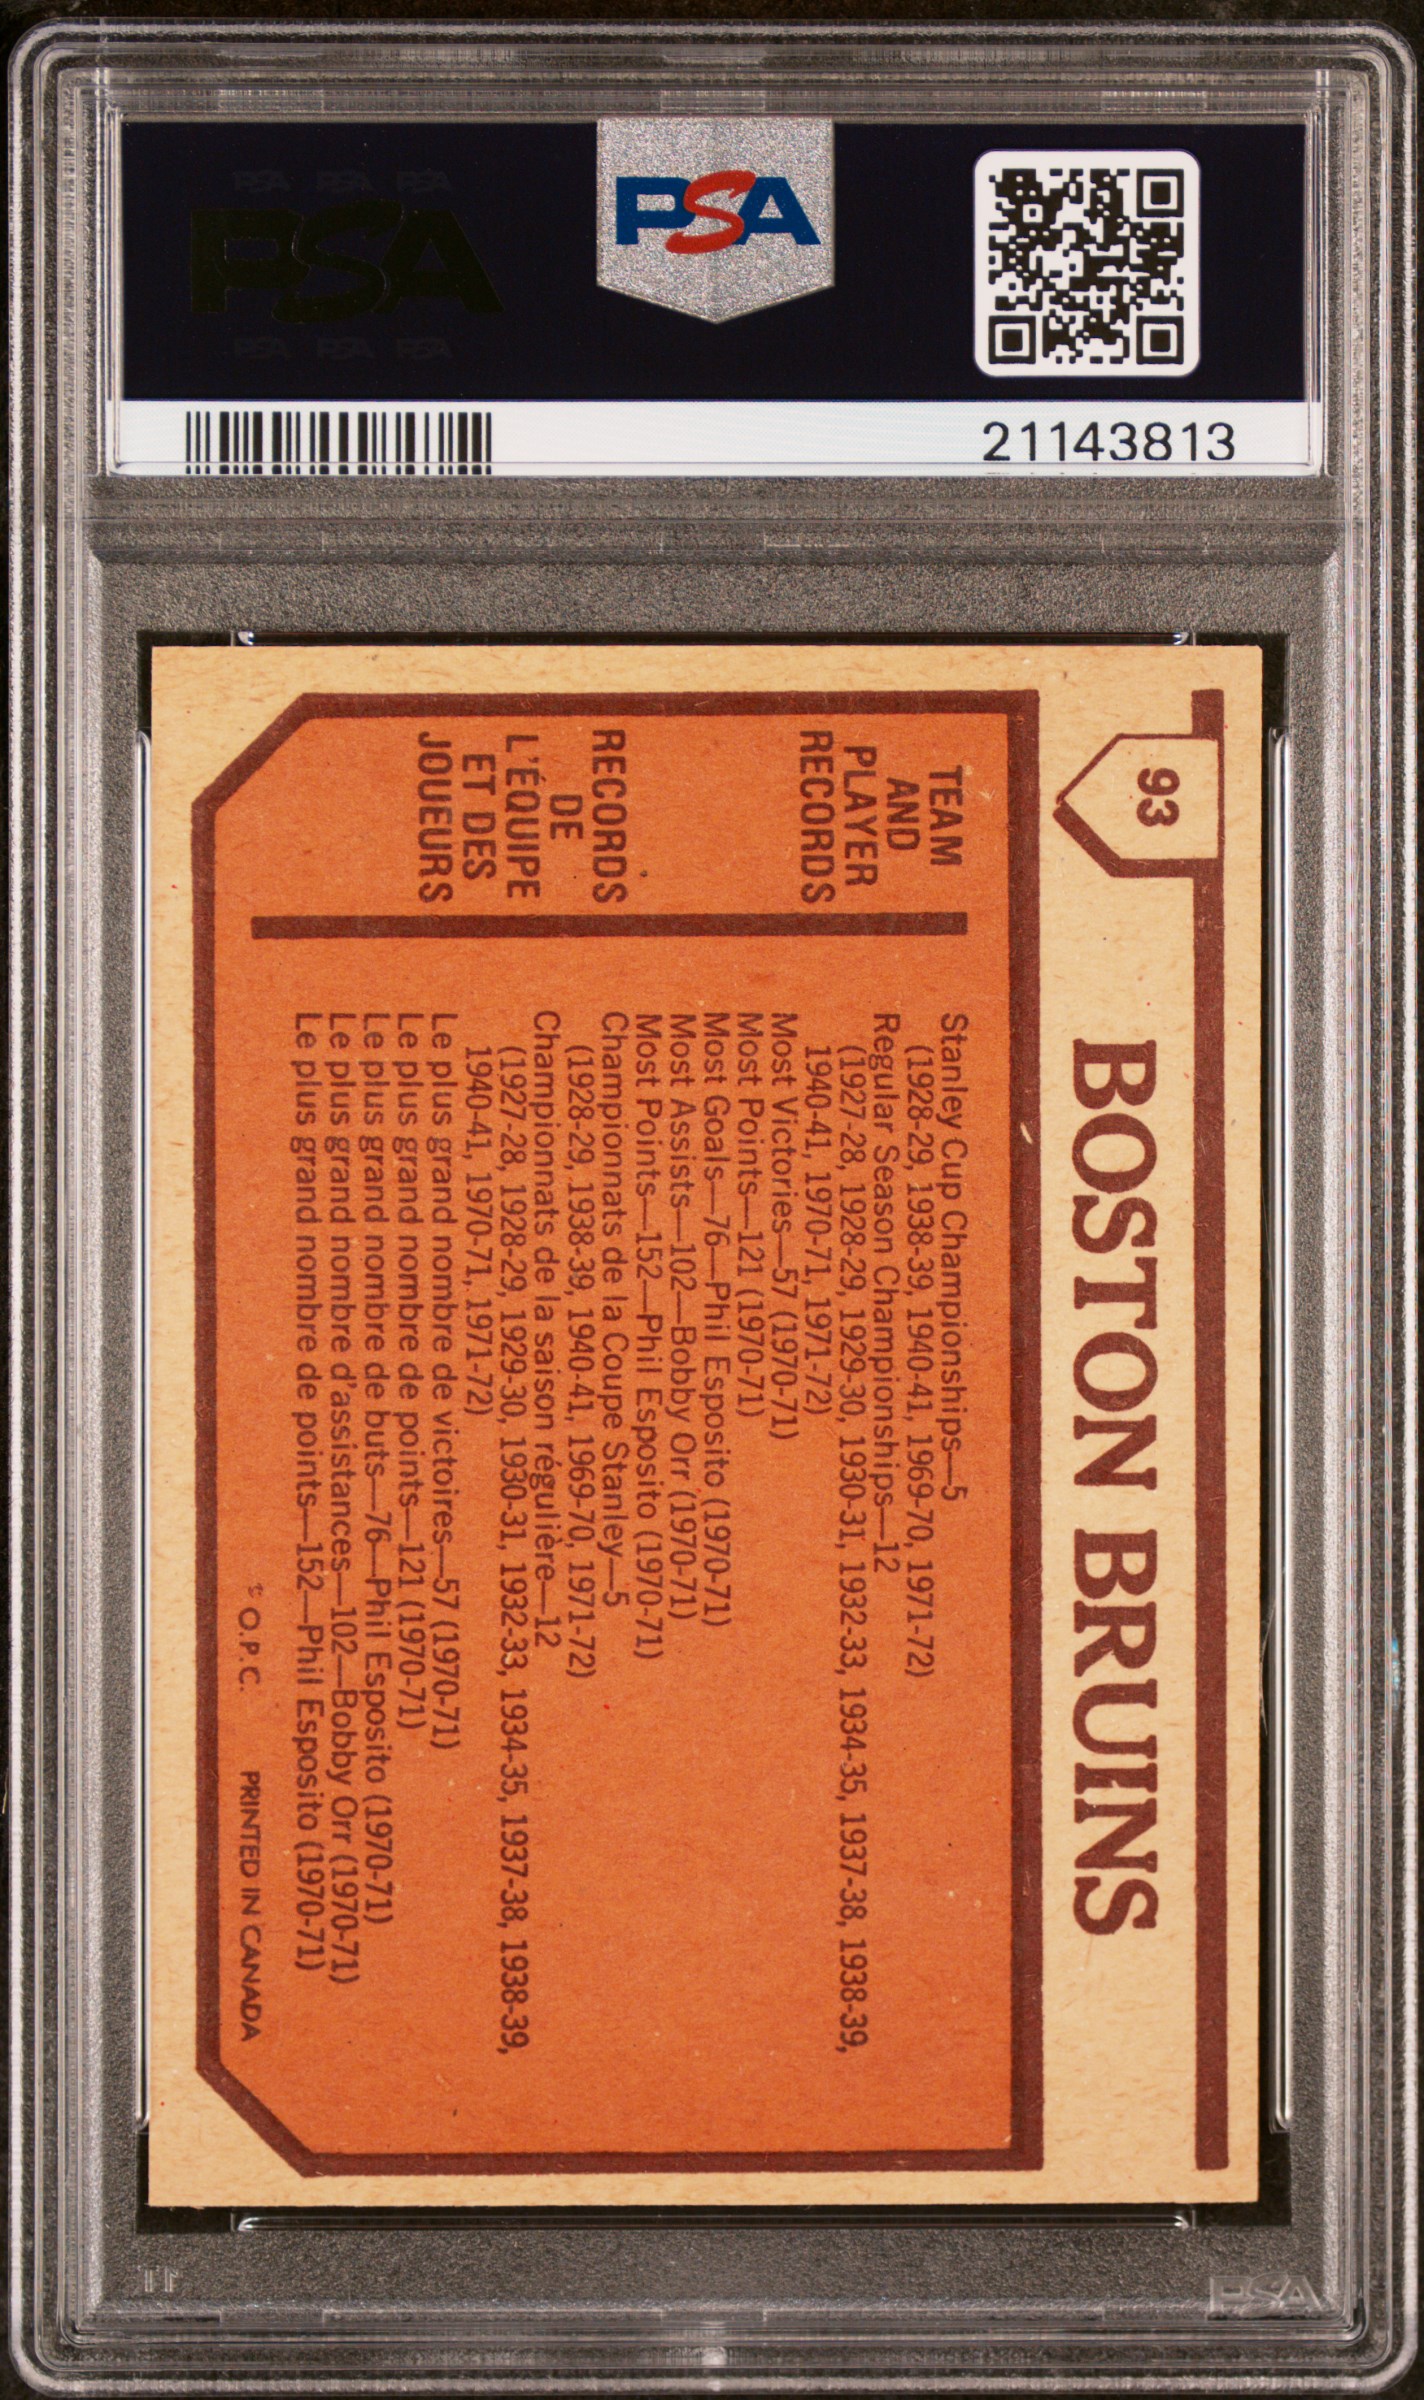 PSA PSA PSA
PSA
PSA PSA PSA
PSA
21143813
93
BOSTON BRUINS
TEAM
AND
PLAYER
RECORDS
Stanley Cup Championships—5
(1928-29, 1938-39, 1940-41, 1969-70, 1971-72)
Regular Season Championships—12
(1927-28, 1928-29, 1929-30, 1930-31, 1932-33, 1934-35, 1937-38, 1938-39,
1940-41, 1970-71, 1971-72)
Most Victories—57 (1970-71)
Most Points—121 (1970-71)
Most Goals—76—Phil Esposito (1970-71)
Most Assists—102—Bobby Orr (1970-71)
Most Points—152—Phil Esposito (1970-71)
RECORDS
DE
L'ÉQUIPE
ET DES
JOUEURS
Championnats de la Coupe Stanley—5
(1928-29, 1938-39, 1940-41, 1969-70, 1971-72)
Championnats de la saison régulière—12
(1927-28, 1928-29, 1929-30, 1930-31, 1932-33, 1934-35, 1937-38, 1938-39,
1940-41, 1970-71, 1971-72)
Le plus grand nombre de victoires—57 (1970-71)
Le plus grand nombre de points—121 (1970-71)
Le plus grand nombre de buts—76—Phil Esposito (1970-71)
Le plus grand nombre d'assistances—102—Bobby Orr (1970-71)
Le plus grand nombre de points—152—Phil Esposito (1970-71)
O.P.C. PRINTED IN CANADA
PSA